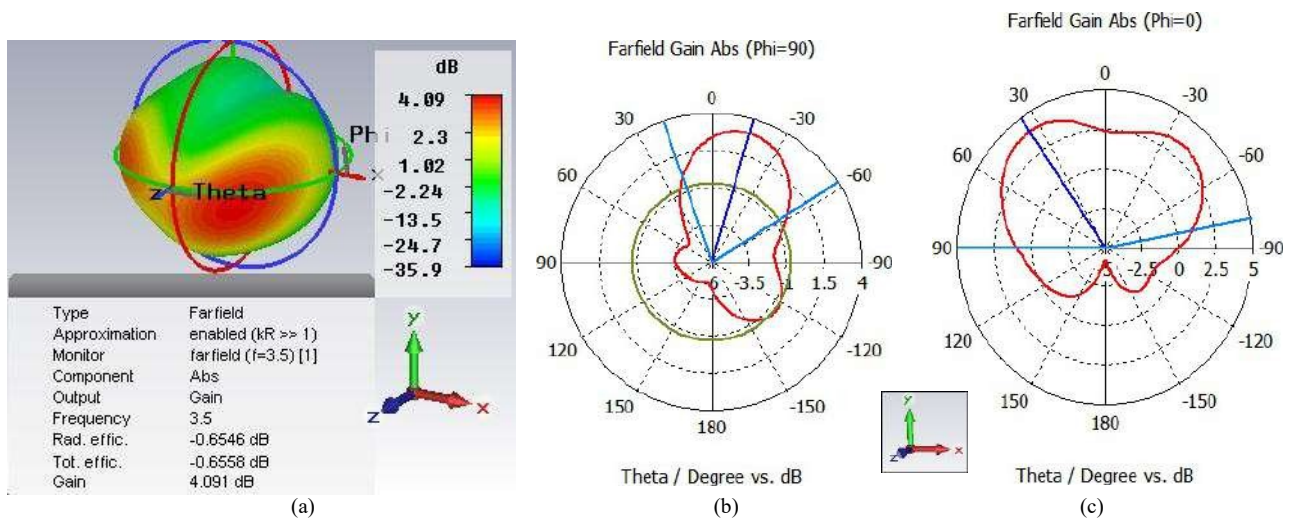 dB
4.09
2.3
1.02
-2.24
-13.5
-24.7
-35.9
Phi
x
z
Theta
Type Farfield
Approximation enabled (kR >> 1)
Monitor farfield (f=3.5) [1]
Component Abs
Output Gain
Frequency 3.5
Rad. effic. -0.6546 dB
Tot. effic. -0.6558 dB
Gain 4.091 dB
y
z
x
(a)
Farfield Gain Abs (Phi=90)
0
30
-30
60
-60
90
-90
-3.5
-1
1.5
4
120
-120
150
-150
180
Theta / Degree vs. dB
(b)
Farfield Gain Abs (Phi=0)
0
30
-30
60
-60
90
-90
-2.5
0
2.5
5
120
-120
150
-150
180
y
z
x
Theta / Degree vs. dB
(c)